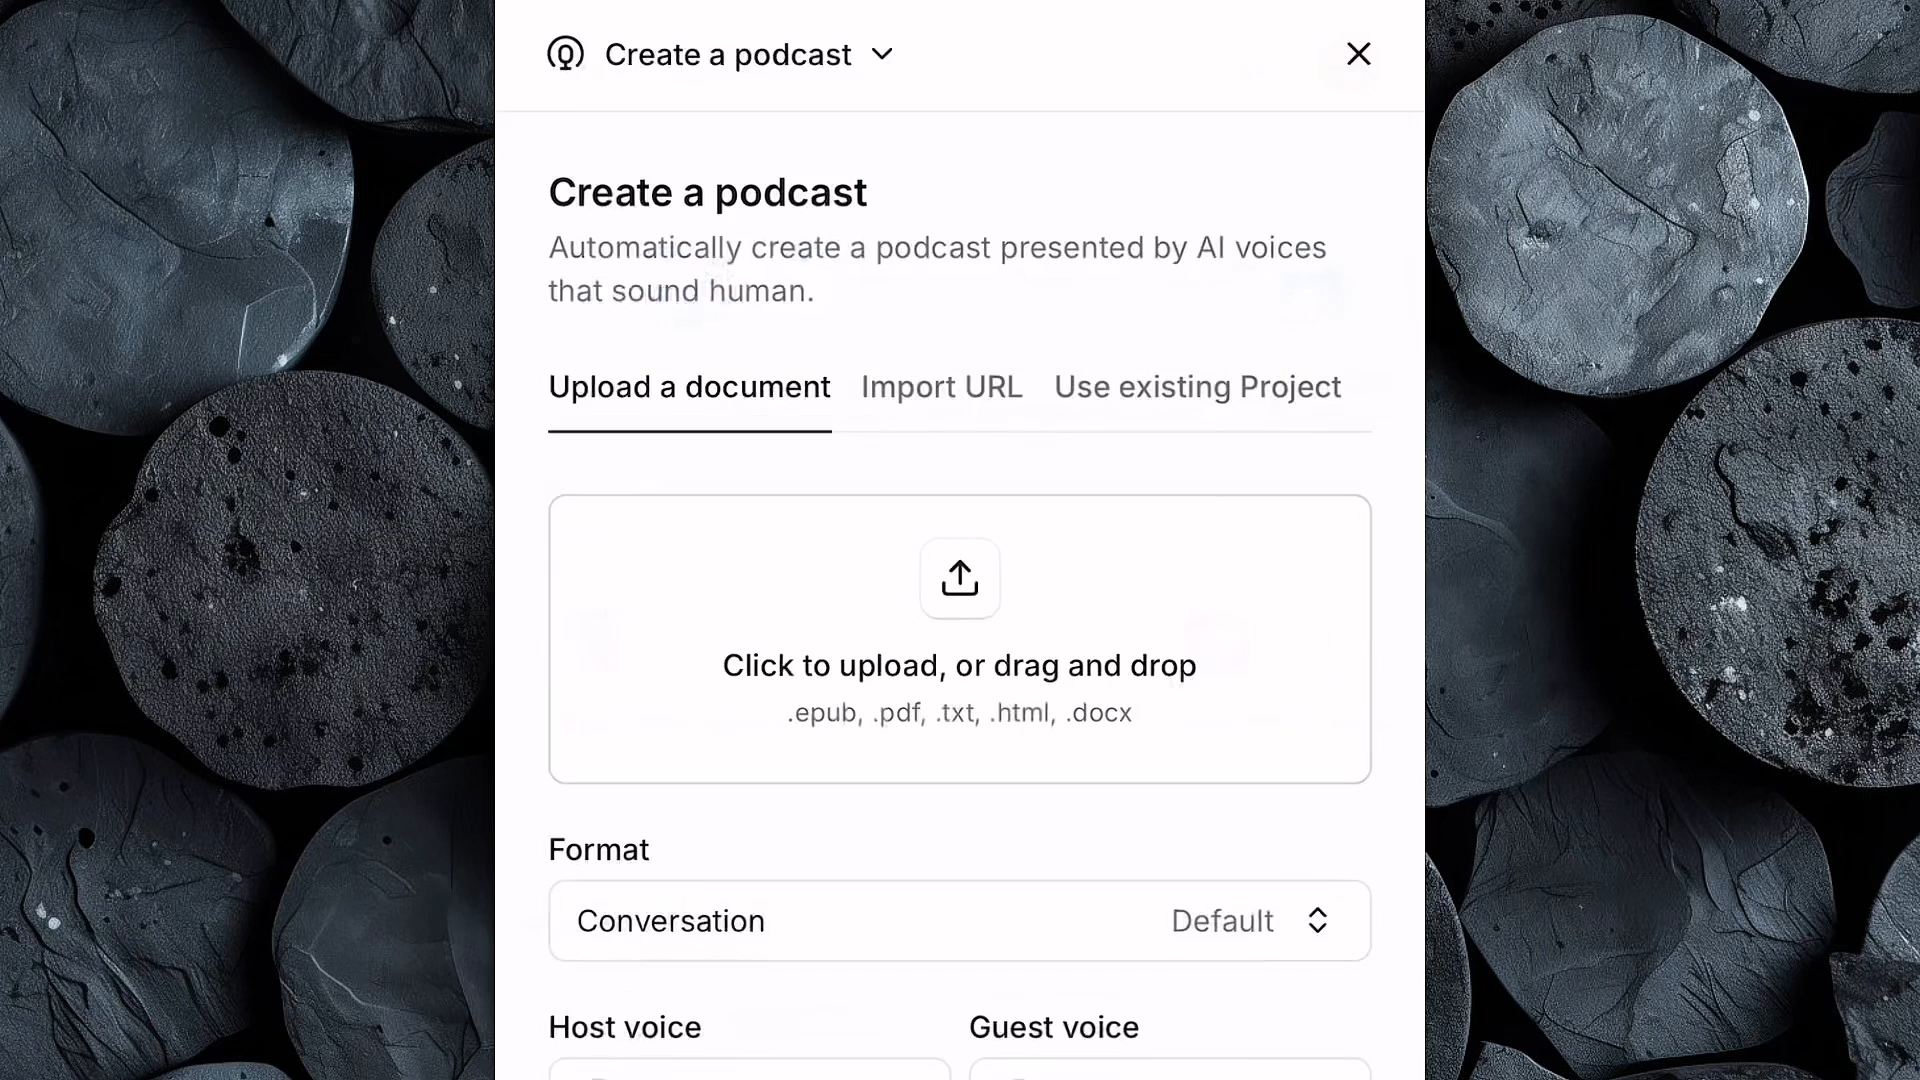 Create a podcast
Create a podcast
Automatically create a podcast presented by AI voices
that sound human.
Upload a document Import URL Use existing Project
Click to upload, or drag and drop
.epub, .pdf, .txt, .html, .docx
Format
Conversation Default
Host voice Guest voice